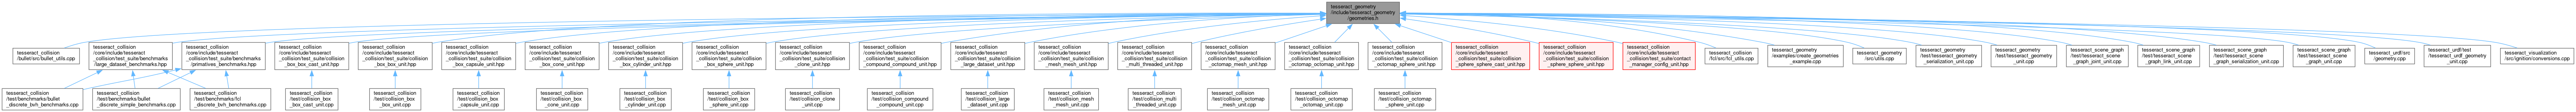 tesseract_geometry
/include/tesseract_geometry
/geometries.h
tesseract_collision
/bullet/src/bullet_utils.cpp
tesseract_collision
/core/include/tesseract
_collision/test_suite/benchmarks
/large_dataset_benchmarks.hpp
tesseract_collision
/core/include/tesseract
_collision/test_suite/benchmarks
/primatives_benchmarks.hpp
tesseract_collision
/core/include/tesseract
_collision/test_suite/collision
_box_box_cast_unit.hpp
tesseract_collision
/core/include/tesseract
_collision/test_suite/collision
_box_box_unit.hpp
tesseract_collision
/core/include/tesseract
_collision/test_suite/collision
_box_capsule_unit.hpp
tesseract_collision
/core/include/tesseract
_collision/test_suite/collision
_box_cone_unit.hpp
tesseract_collision
/core/include/tesseract
_collision/test_suite/collision
_box_cylinder_unit.hpp
tesseract_collision
/core/include/tesseract
_collision/test_suite/collision
_box_sphere_unit.hpp
tesseract_collision
/core/include/tesseract
_collision/test_suite/collision
_clone_unit.hpp
tesseract_collision
/core/include/tesseract
_collision/test_suite/collision
_compound_compound_unit.hpp
tesseract_collision
/core/include/tesseract
_collision/test_suite/collision
_large_dataset_unit.hpp
tesseract_collision
/core/include/tesseract
_collision/test_suite/collision
_mesh_mesh_unit.hpp
tesseract_collision
/core/include/tesseract
_collision/test_suite/collision
_multi_threaded_unit.hpp
tesseract_collision
/core/include/tesseract
_collision/test_suite/collision
_octomap_mesh_unit.hpp
tesseract_collision
/core/include/tesseract
_collision/test_suite/collision
_octomap_octomap_unit.hpp
tesseract_collision
/core/include/tesseract
_collision/test_suite/collision
_octomap_sphere_unit.hpp
tesseract_collision
/core/include/tesseract
_collision/test_suite/collision
_sphere_sphere_cast_unit.hpp
tesseract_collision
/core/include/tesseract
_collision/test_suite/collision
_sphere_sphere_unit.hpp
tesseract_collision
/core/include/tesseract
_collision/test_suite/contact
_manager_config_unit.hpp
tesseract_collision
/fcl/src/fcl_utils.cpp
tesseract_geometry
/examples/create_geometries
_example.cpp
tesseract_geometry
/src/utils.cpp
tesseract_geometry
/test/tesseract_geometry
_serialization_unit.cpp
tesseract_geometry
/test/tesseract_geometry
_unit.cpp
tesseract_scene_graph
/test/tesseract_scene
_graph_joint_unit.cpp
tesseract_scene_graph
/test/tesseract_scene
_graph_link_unit.cpp
tesseract_scene_graph
/test/tesseract_scene
_graph_serialization_unit.cpp
tesseract_scene_graph
/test/tesseract_scene
_graph_unit.cpp
tesseract_urdf/src
/geometry.cpp
tesseract_urdf/test
/tesseract_urdf_geometry
_unit.cpp
tesseract_visualization
/src/ignition/conversions.cpp
tesseract_collision
/test/benchmarks/bullet
_discrete_bvh_benchmarks.cpp
tesseract_collision
/test/benchmarks/bullet
_discrete_simple_benchmarks.cpp
tesseract_collision
/test/benchmarks/fcl
_discrete_bvh_benchmarks.cpp
tesseract_collision
/test/collision_box
_box_cast_unit.cpp
tesseract_collision
/test/collision_box
_box_unit.cpp
tesseract_collision
/test/collision_box
_capsule_unit.cpp
tesseract_collision
/test/collision_box
_cone_unit.cpp
tesseract_collision
/test/collision_box
_cylinder_unit.cpp
tesseract_collision
/test/collision_box
_sphere_unit.cpp
tesseract_collision
/test/collision_clone
_unit.cpp
tesseract_collision
/test/collision_compound
_compound_unit.cpp
tesseract_collision
/test/collision_large
_dataset_unit.cpp
tesseract_collision
/test/collision_mesh
_mesh_unit.cpp
tesseract_collision
/test/collision_multi
_threaded_unit.cpp
tesseract_collision
/test/collision_octomap
_mesh_unit.cpp
tesseract_collision
/test/collision_octomap
_octomap_unit.cpp
tesseract_collision
/test/collision_octomap
_sphere_unit.cpp